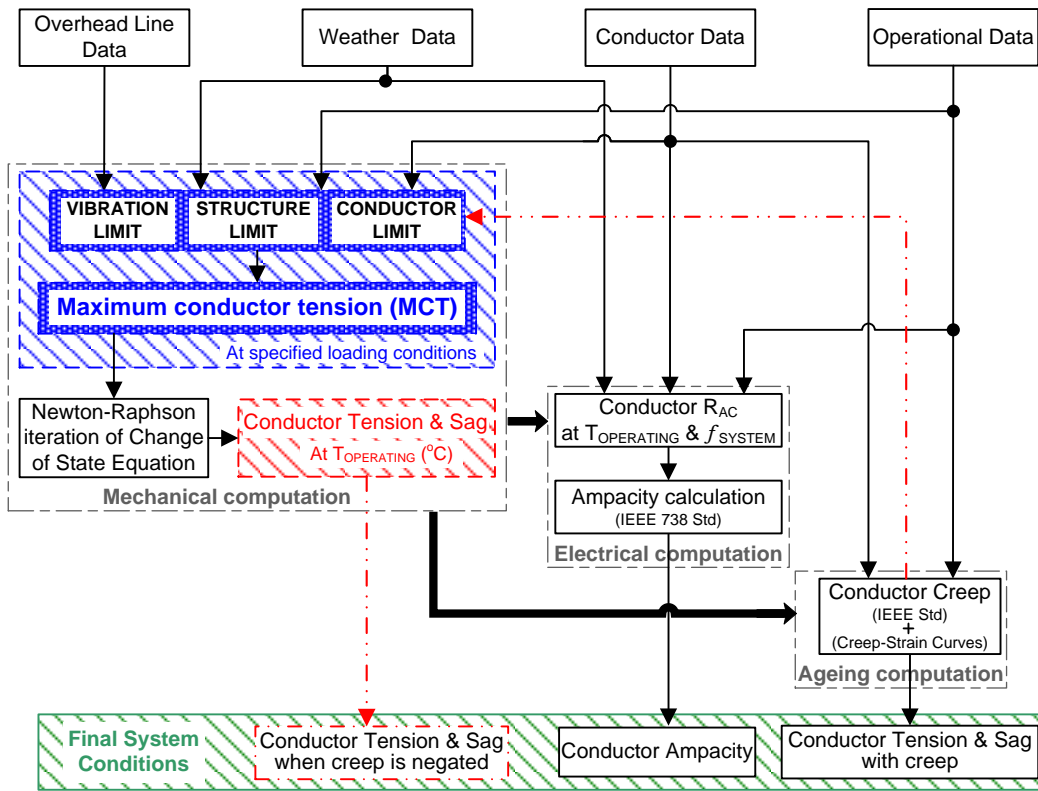 Overhead Line
Data
Weather Data
Conductor Data
Operational Data
VIBRATION
LIMIT
STRUCTURE
LIMIT
CONDUCTOR
LIMIT
Maximum conductor tension (MCT)
At specified loading conditions
Newton-Raphson
iteration of Change
of State Equation
Conductor Tension & Sag
At TOPERATING (oC)
Mechanical computation
Conductor RAC
at TOPERATING & fSYSTEM
Ampacity calculation
(IEEE 738 Std)
Electrical computation
Conductor Creep
(IEEE Std)
+
(Creep-Strain Curves)
Ageing computation
Final System
Conditions
Conductor Tension & Sag
when creep is negated
Conductor Ampacity
Conductor Tension & Sag
with creep